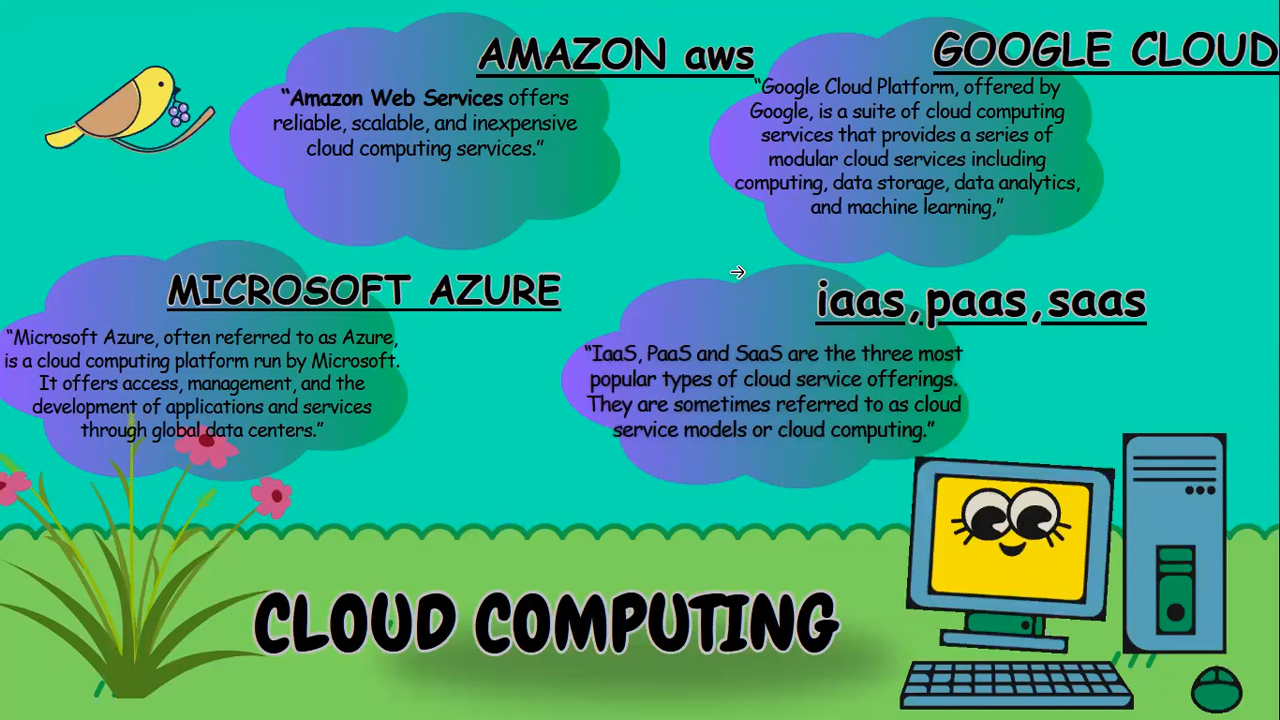 AMAZON aws
“Amazon Web Services offers
reliable, scalable, and inexpensive
cloud computing services.”
GOOGLE CLOUD
“Google Cloud Platform, offered by
Google, is a suite of cloud computing
services that provides a series of
modular cloud services including
computing, data storage, data analytics,
and machine learning,”
MICROSOFT AZURE
“Microsoft Azure, often referred to as Azure,
is a cloud computing platform run by Microsoft.
It offers access, management, and the
development of applications and services
through global data centers.”
iaas,paas,saas
“IaaS, PaaS and SaaS are the three most
popular types of cloud service offerings.
They are sometimes referred to as cloud
service models or cloud computing.”
CLOUD COMPUTING